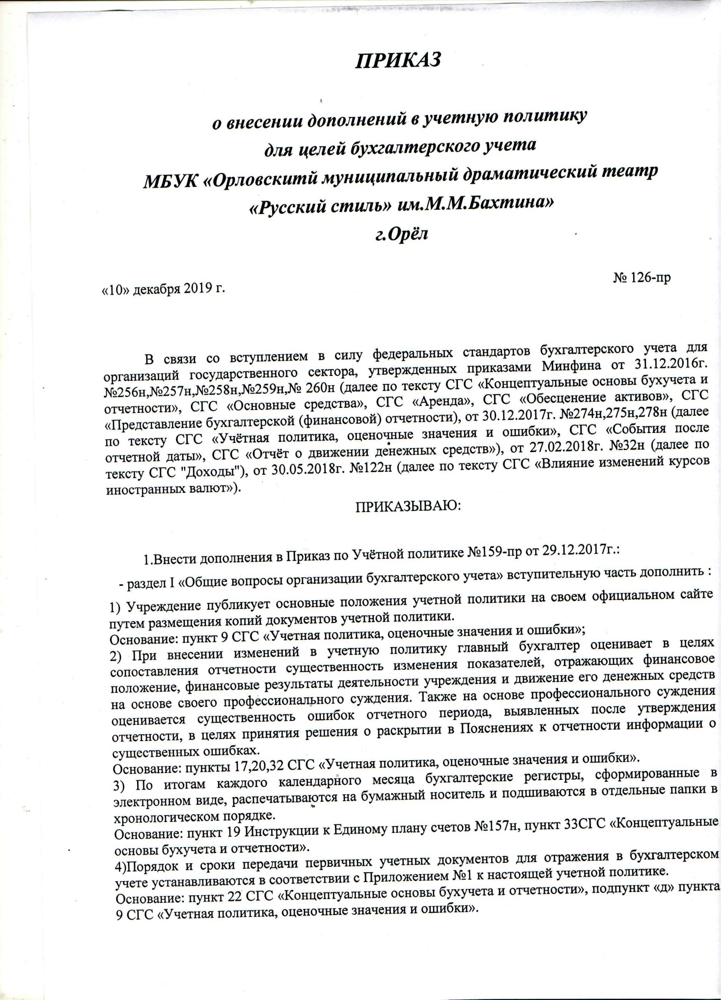 ПРИКАЗ
о внесении дополнений в учетную политику
для целей бухгалтерского учета
МБУК «Орловскитй муниципальный драматический театр
«Русский стиль» им.М.М.Бахтина»
г.Орёл
«10» декабря 2019 г.
№ 126-пр
В связи со вступлением в силу федеральных стандартов бухгалтерского учета для
организаций государственного сектора, утвержденных приказами Минфина от 31.12.2016г.
№256н,№257н,№258н,№259н,№ 260н (далее по тексту СГС «Концептуальные основы бухучета и
отчетности», СГС «Основные средства», СГС «Аренда», СГС «Обесценение активов», СГС
«Представление бухгалтерской (финансовой) отчетности), от 30.12.2017г. №274н,275н,278н (далее
по тексту СГС «Учётная политика, оценочные значения и ошибки», СГС «События после
отчетной даты», СГС «Отчёт о движении денежных средств»), от 27.02.2018г. №32н (далее по
тексту СГС "Доходы"), от 30.05.2018г. №122н (далее по тексту СГС «Влияние изменений курсов
иностранных валют»).
ПРИКАЗЫВАЮ:
1.Внести дополнения в Приказ по Учётной политике №159-пр от 29.12.2017г.:
- раздел I «Общие вопросы организации бухгалтерского учета» вступительную часть дополнить :
1) Учреждение публикует основные положения учетной политики на своем официальном сайте
путем размещения копий документов учетной политики.
Основание: пункт 9 СГС «Учетная политика, оценочные значения и ошибки»;
2) При внесении изменений в учетную политику главный бухгалтер оценивает в целях
сопоставления отчетности существенность изменения показателей, отражающих финансовое
положение, финансовые результаты деятельности учреждения и движение его денежных средств
на основе своего профессионального суждения. Также на основе профессионального суждения
оценивается существенность ошибок отчетного периода, выявленных после утверждения
отчетности, в целях принятия решения о раскрытии в Пояснениях к отчетности информации о
существенных ошибках.
Основание: пункты 17,20,32 СГС «Учетная политика, оценочные значения и ошибки».
3) По итогам каждого календарного месяца бухгалтерские регистры, сформированные в
электронном виде, распечатываются на бумажный носитель и подшиваются в отдельные папки в
хронологическом порядке.
Основание: пункт 19 Инструкции к Единому плану счетов №157н, пункт 33СГС «Концептуальные
основы бухучета и отчетности».
4)Порядок и сроки передачи первичных учетных документов для отражения в бухгалтерском
учете устанавливаются в соответствии с Приложением №1 к настоящей учетной политике.
Основание: пункт 22 СГС «Концептуальные основы бухучета и отчетности», подпункт «д» пункта
9 СГС «Учетная политика, оценочные значения и ошибки».